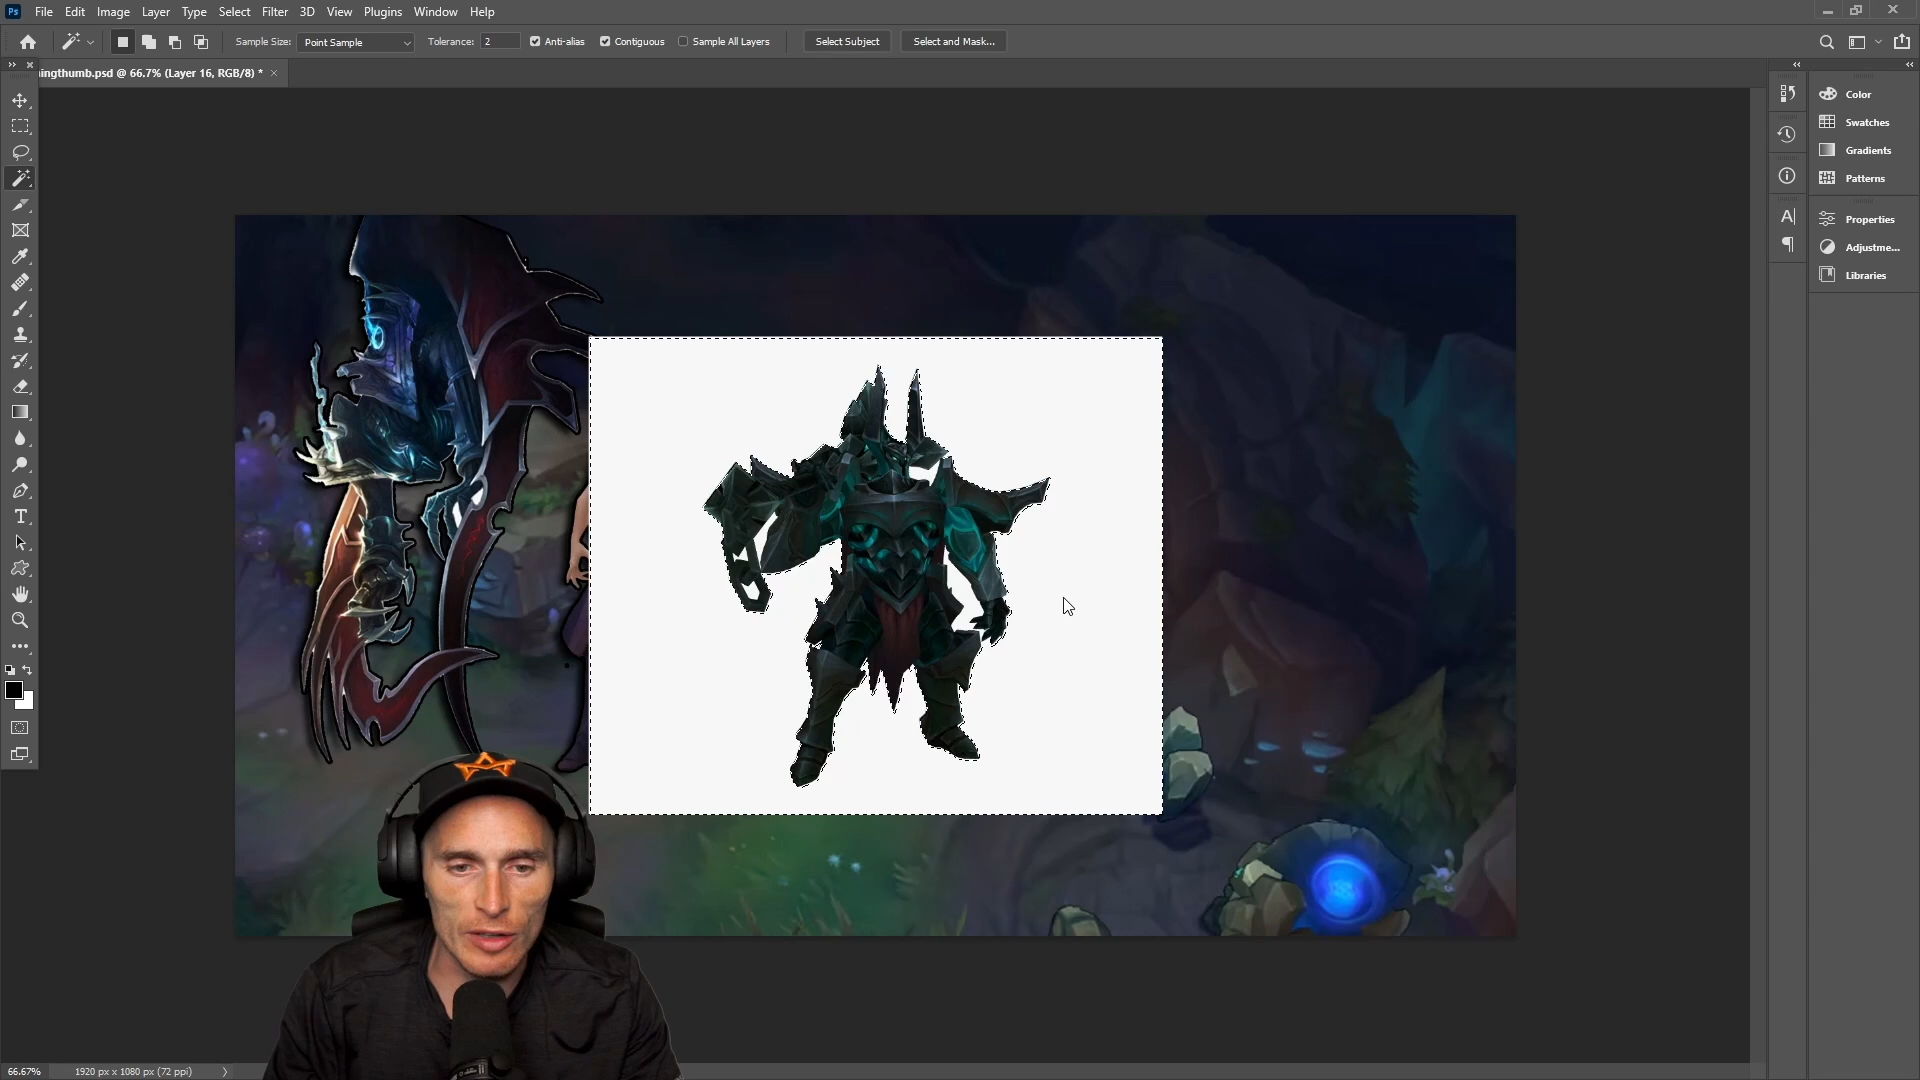 Ps File Edit Image Layer Type Select Filter 3D View Plugins Window Help
Sample Size: Point Sample Tolerance: 2 Anti-alias Contiguous Sample All Layers Select Subject Select and Mask...
ingthumb.psd @ 66.7% (Layer 16, RGB/8) *
Color
Swatches
Gradients
Patterns
Properties
Adjustme...
Libraries
66.67% 1920 px x 1080 px (72 ppi)